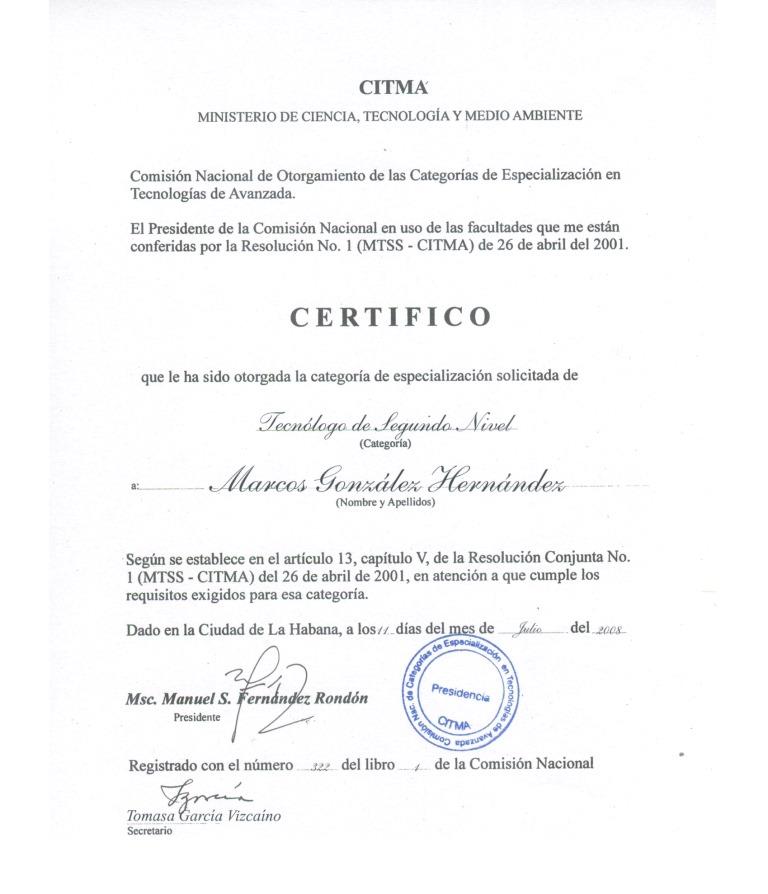 CITMA
MINISTERIO DE CIENCIA, TECNOLOGÍA Y MEDIO AMBIENTE
Comisión Nacional de Otorgamiento de las Categorías de Especialización en
Tecnologías de Avanzada.
El Presidente de la Comisión Nacional en uso de las facultades que me están
conferidas por la Resolución No. 1 (MTSS - CITMA) de 26 de abril del 2001.
CERTIFICO
que le ha sido otorgada la categoría de especialización solicitada de
Tecnólogo de Segundo Nivel
(Categoría)
a: Marcos González Hernández
(Nombre y Apellidos)
Según se establece en el artículo 13, capítulo V, de la Resolución Conjunta No.
1 (MTSS - CITMA) del 26 de abril de 2001, en atención a que cumple los
requisitos exigidos para esa categoría.
Dado en la Ciudad de La Habana, a los 11 días del mes de Julio del 2008
Comisión Nac. de Categorías de Especialización en Tecnologías de Avanzada
Presidencia
CITMA
Msc. Manuel S. Fernández Rondón
Presidente
Registrado con el número 322 del libro 1 de la Comisión Nacional
Tomasa García Vizcaíno
Secretario